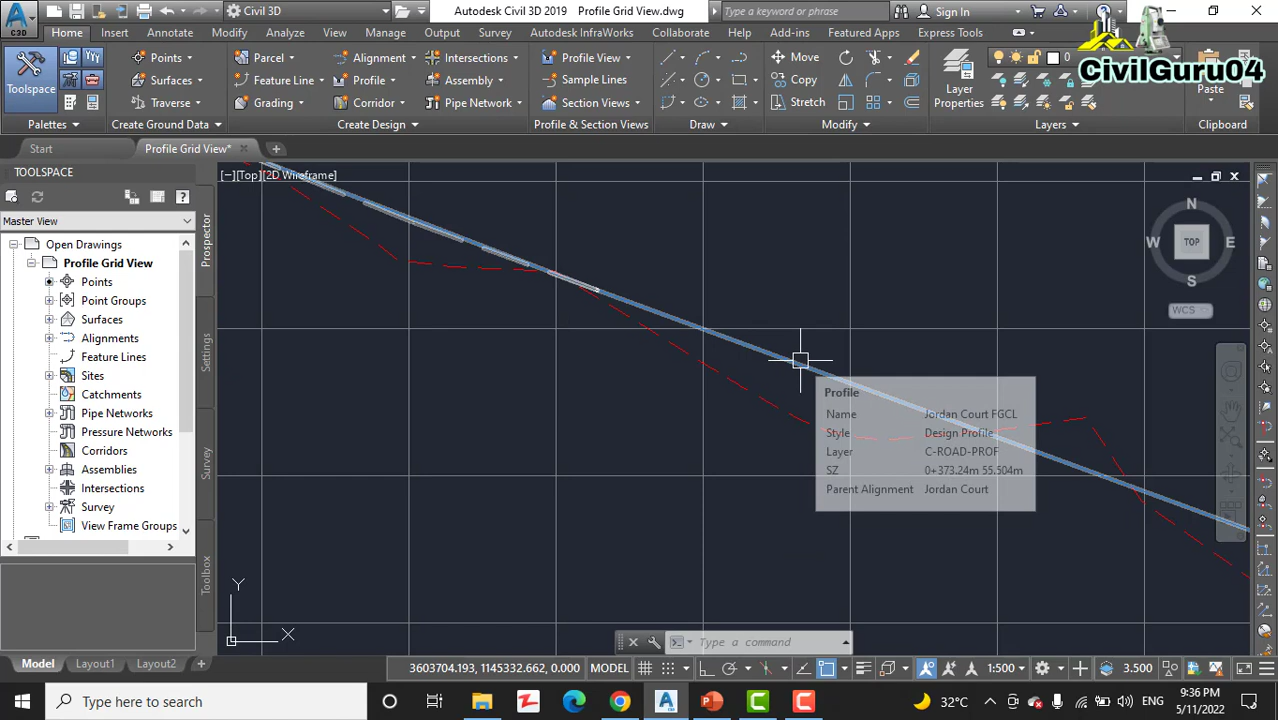 A
C3D
Civil 3D
Autodesk Civil 3D 2019 Profile Grid View.dwg
Type a keyword or phrase
Sign In
Home Insert Annotate Modify Analyze View Manage Output Survey Autodesk InfraWorks Collaborate Help Add-ins Featured Apps Express Tools
CivilGuru04
Toolspace
Points
Surfaces
Traverse
Parcel
Feature Line
Grading
Alignment
Profile
Corridor
Intersections
Assembly
Pipe Network
Profile View
Sample Lines
Section Views
Move
Copy
Stretch
Layer
Properties
0
Paste
Palettes Create Ground Data Create Design Profile & Section Views Draw Modify Layers Clipboard
Start Profile Grid View*
TOOLSPACE
Master View
Open Drawings
Profile Grid View
Points
Point Groups
Surfaces
Alignments
Feature Lines
Sites
Catchments
Pipe Networks
Pressure Networks
Corridors
Assemblies
Intersections
Survey
View Frame Groups
Prospector
Settings
Survey
Toolbox
[−][Top][2D Wireframe]
N
W TOP E
S
WCS
Profile
Name Jordan Court FGCL
Style Design Profile
Layer C-ROAD-PROF
SZ 0+373.24m 55.504m
Parent Alignment Jordan Court
Y
X
Type a command
Model Layout1 Layout2
3603704.193, 1145332.662, 0.000 MODEL 1:500 3.500
Type here to search
32°C
ENG
9:36 PM
5/11/2022